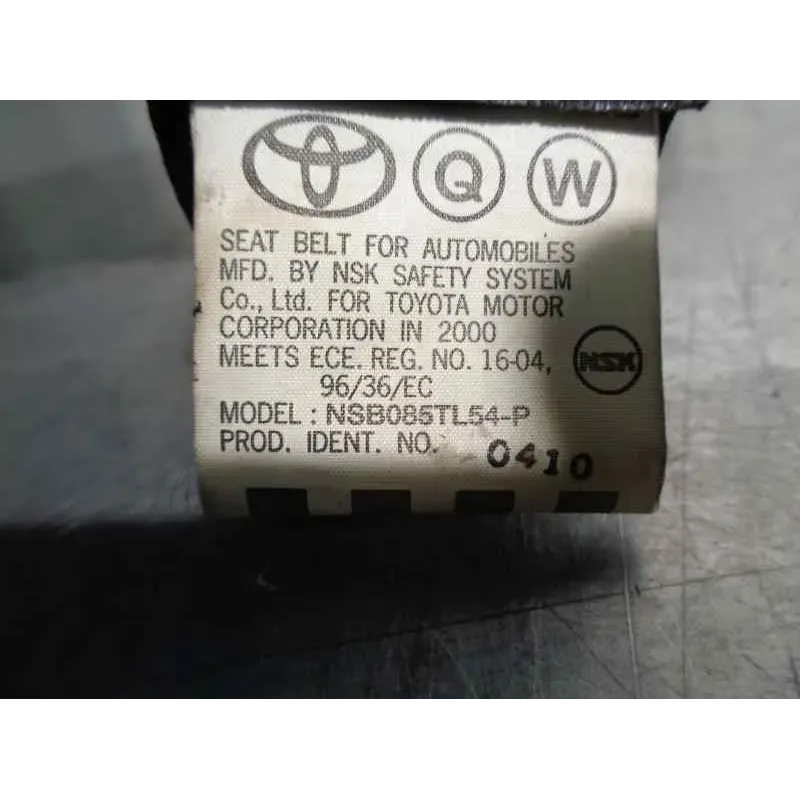 Q W
SEAT BELT FOR AUTOMOBILES
MFD. BY NSK SAFETY SYSTEM
Co., Ltd. FOR TOYOTA MOTOR
CORPORATION IN 2000
MEETS ECE. REG. NO. 16-04, NSK
96/36/EC
MODEL : NSB085TL54-P
PROD. IDENT. NO. 0410